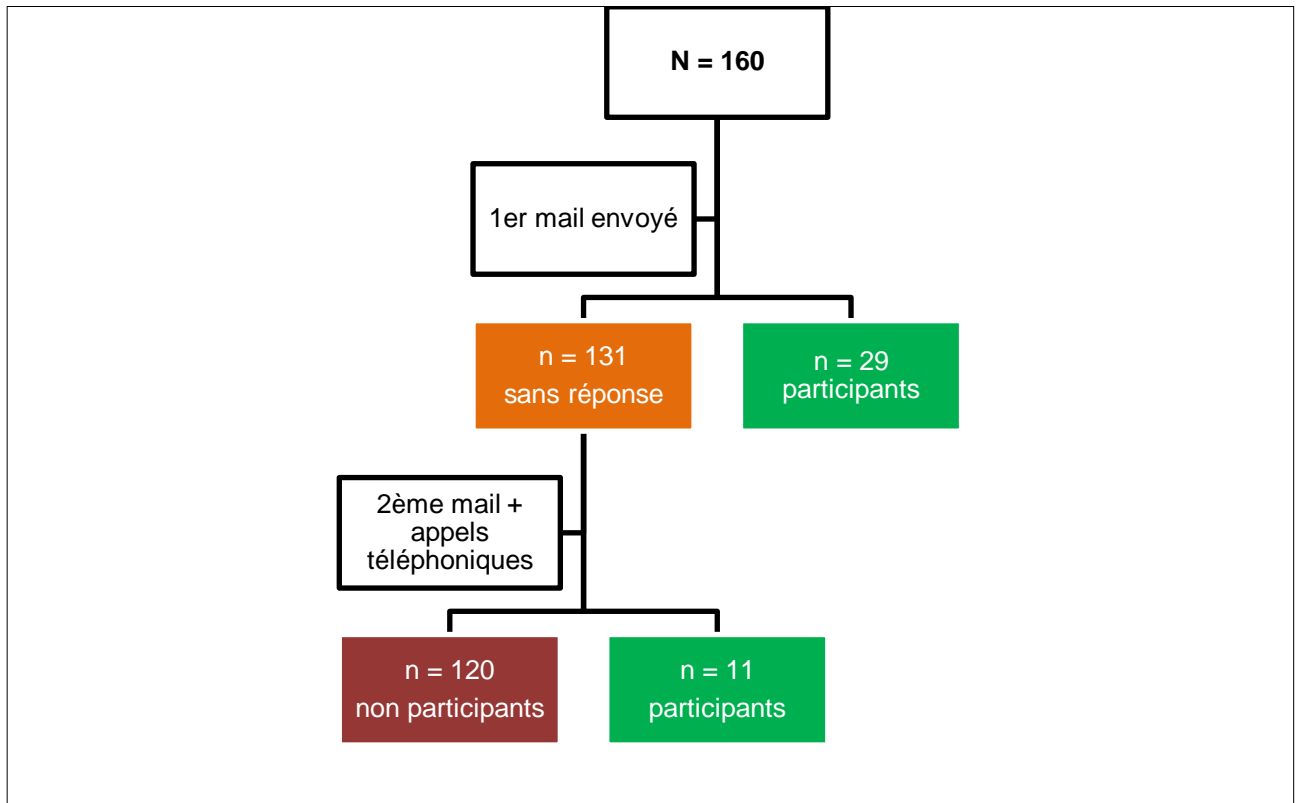 N = 160
1er mail envoyé
n = 131
sans réponse
n = 29
participants
2ème mail +
appels
téléphoniques
n = 120
non participants
n = 11
participants